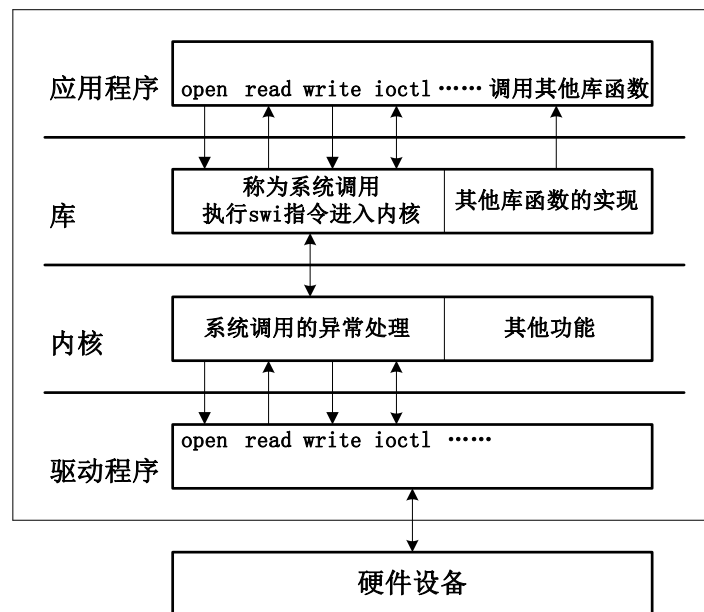 应用程序
open read write ioctl …… 调用其他库函数
库
称为系统调用
执行swi指令进入内核
其他库函数的实现
内核
系统调用的异常处理
其他功能
驱动程序
open read write ioctl ……
硬件设备